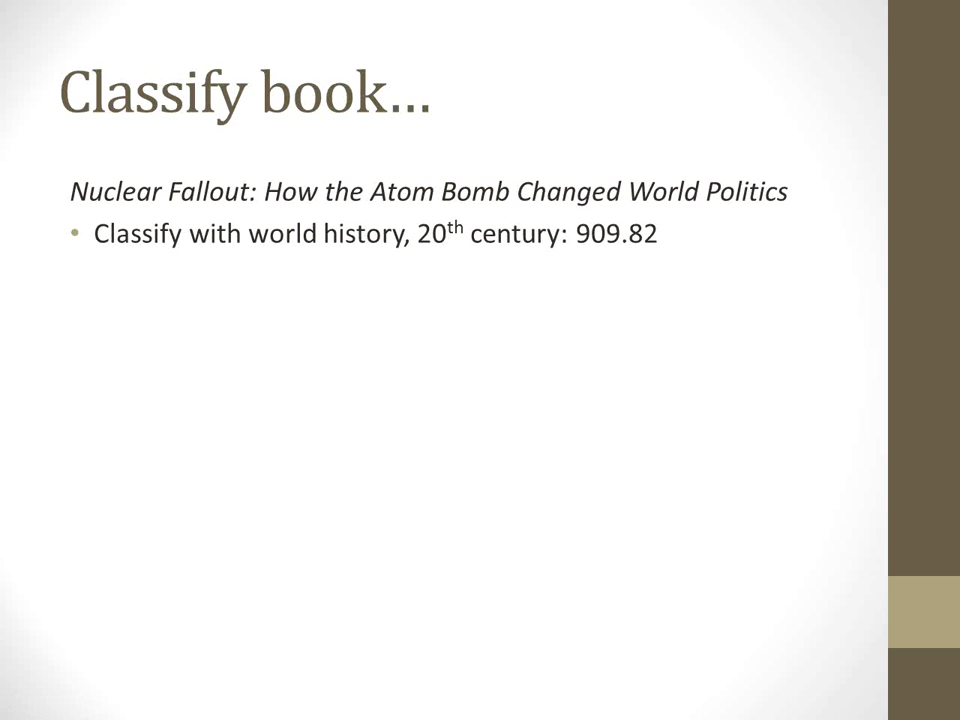 Classify book…
Nuclear Fallout: How the Atom Bomb Changed World Politics
• Classify with world history, 20th century: 909.82